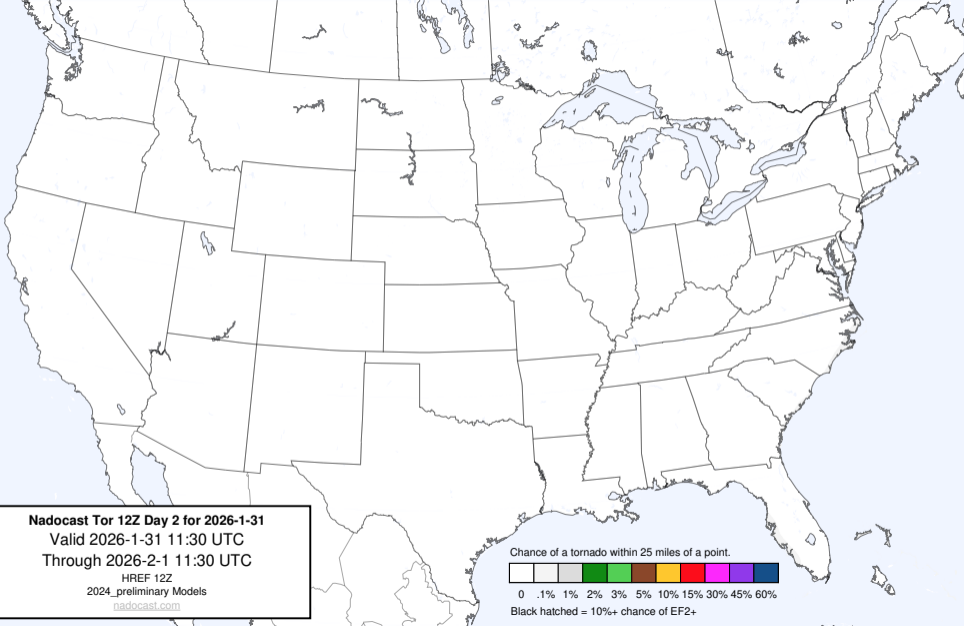 Nadocast Tor 12Z Day 2 for 2026-1-31
Valid 2026-1-31 11:30 UTC
Through 2026-2-1 11:30 UTC
HREF 12Z
2024_preliminary Models
nadocast.com
Chance of a tornado within 25 miles of a point.
0 .1% 1% 2% 3% 5% 10% 15% 30% 45% 60%
Black hatched = 10%+ chance of EF2+